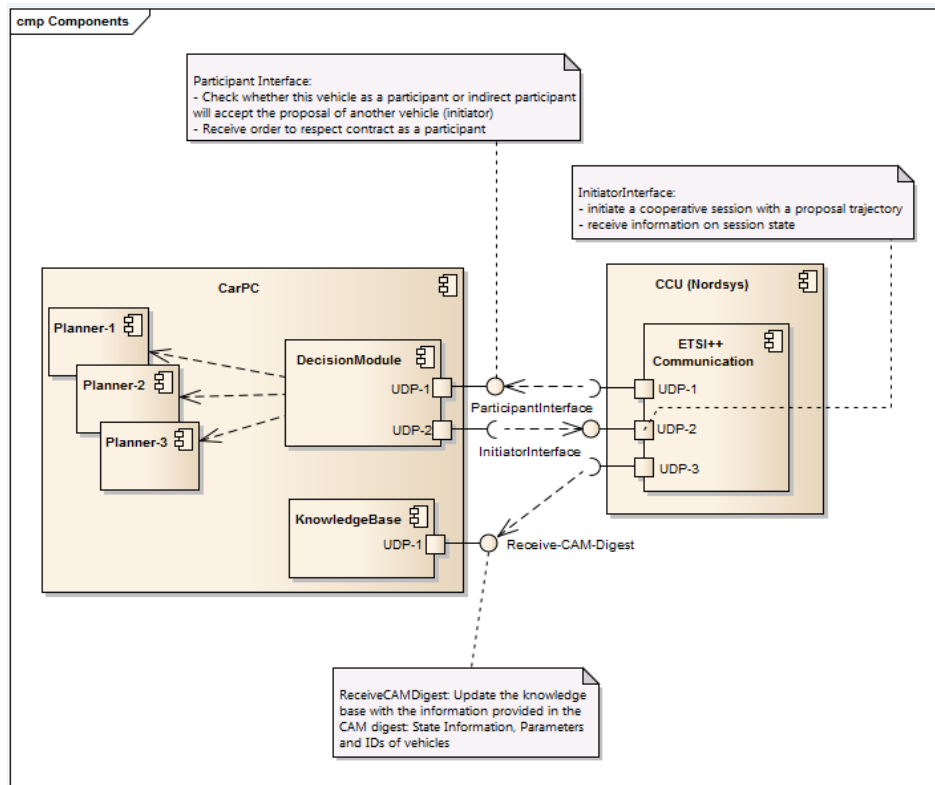 cmp Components
Participant Interface:
- Check whether this vehicle as a participant or indirect participant
will accept the proposal of another vehicle (initiator)
- Receive order to respect contract as a participant
InitiatorInterface:
- initiate a cooperative session with a proposal trajectory
- receive information on session state
CarPC
CCU (Nordsys)
Planner-1
Planner-2
Planner-3
DecisionModule
UDP-1
UDP-2
ParticipantInterface
InitiatorInterface
ETSI++
Communication
UDP-1
UDP-2
UDP-3
KnowledgeBase
UDP-1
Receive-CAM-Digest
ReceiveCAMDigest: Update the knowledge
base with the information provided in the
CAM digest: State Information, Parameters
and IDs of vehicles